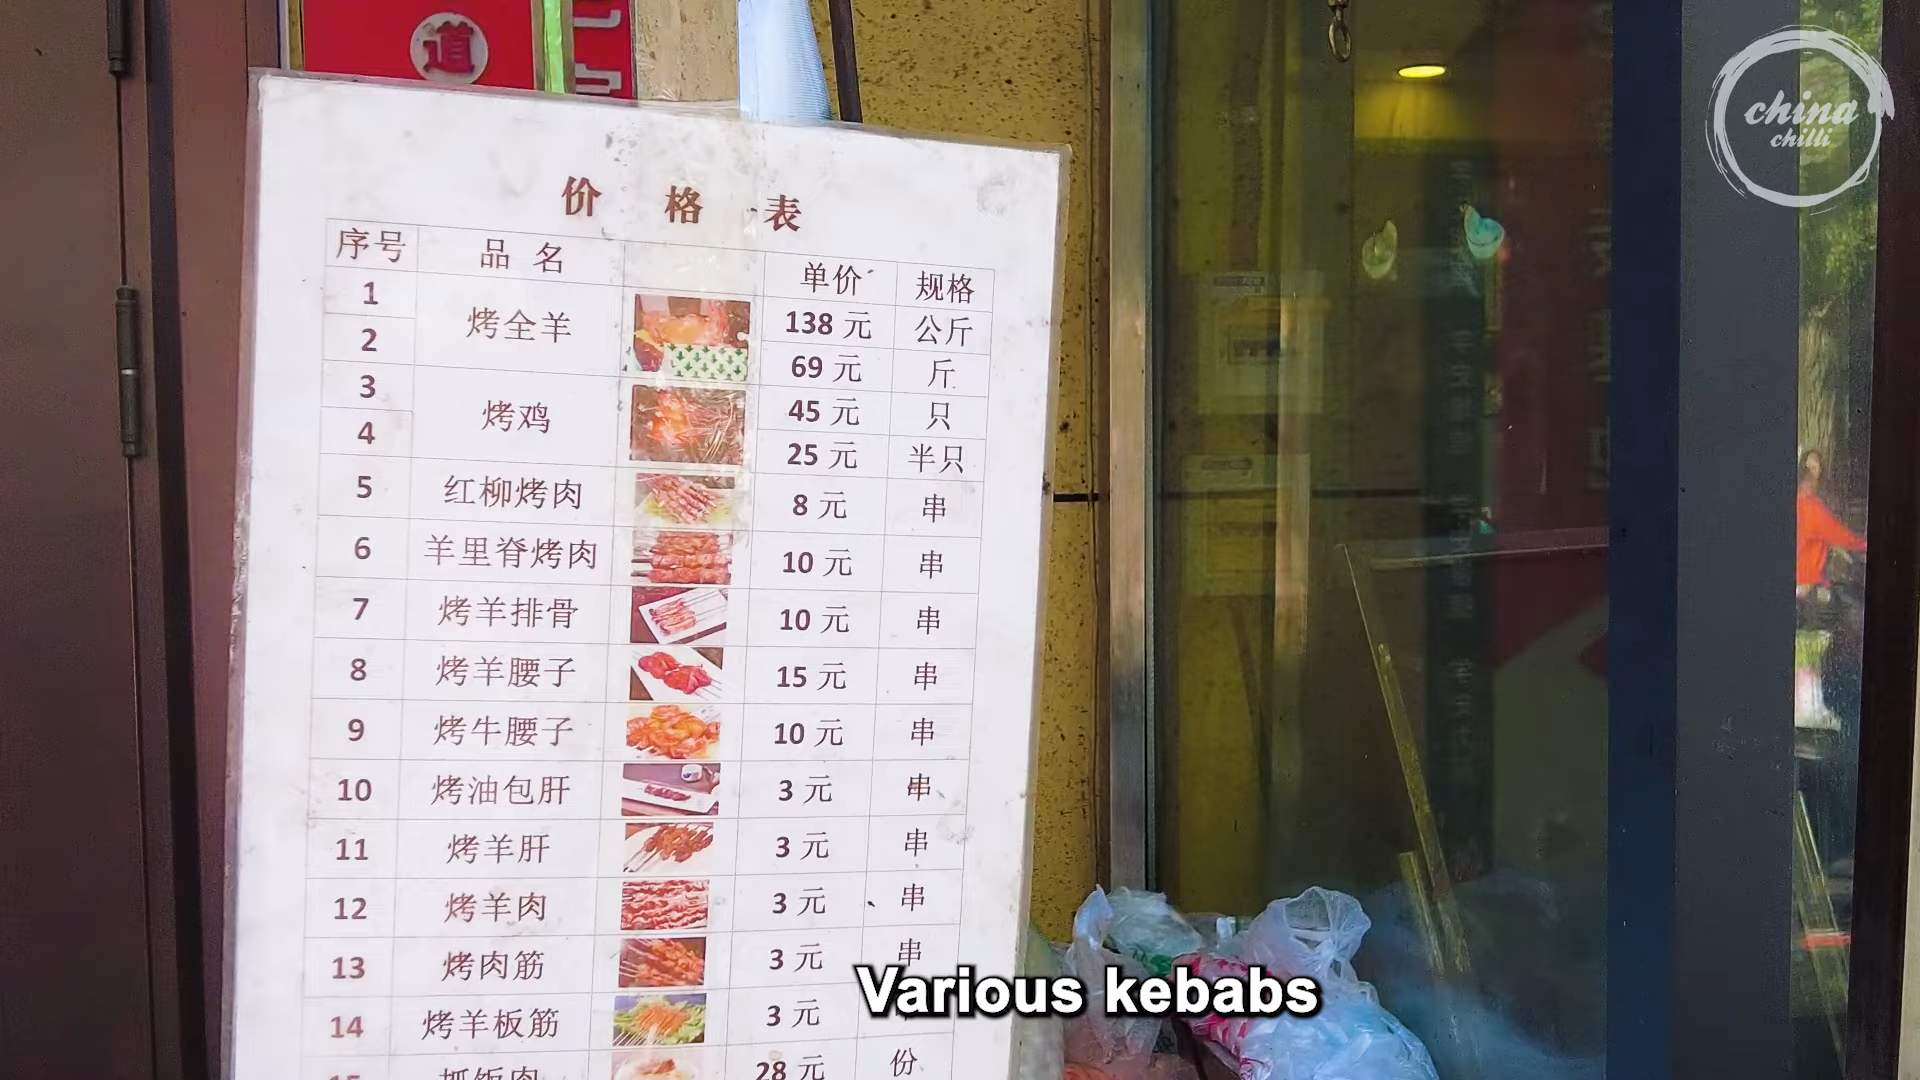 道
china
chilli
价 格 表
序号 品 名 单价 规格
1 烤全羊 138 元 公斤
2 69 元 斤
3 烤鸡 45 元 只
4 25 元 半只
5 红柳烤肉 8 元 串
6 羊里脊烤肉 10 元 串
7 烤羊排骨 10 元 串
8 烤羊腰子 15 元 串
9 烤牛腰子 10 元 串
10 烤油包肝 3 元 串
11 烤羊肝 3 元 串
12 烤羊肉 3 元 串
13 烤肉筋 3 元 串
14 烤羊板筋 3 元
28 元 份
Various kebabs